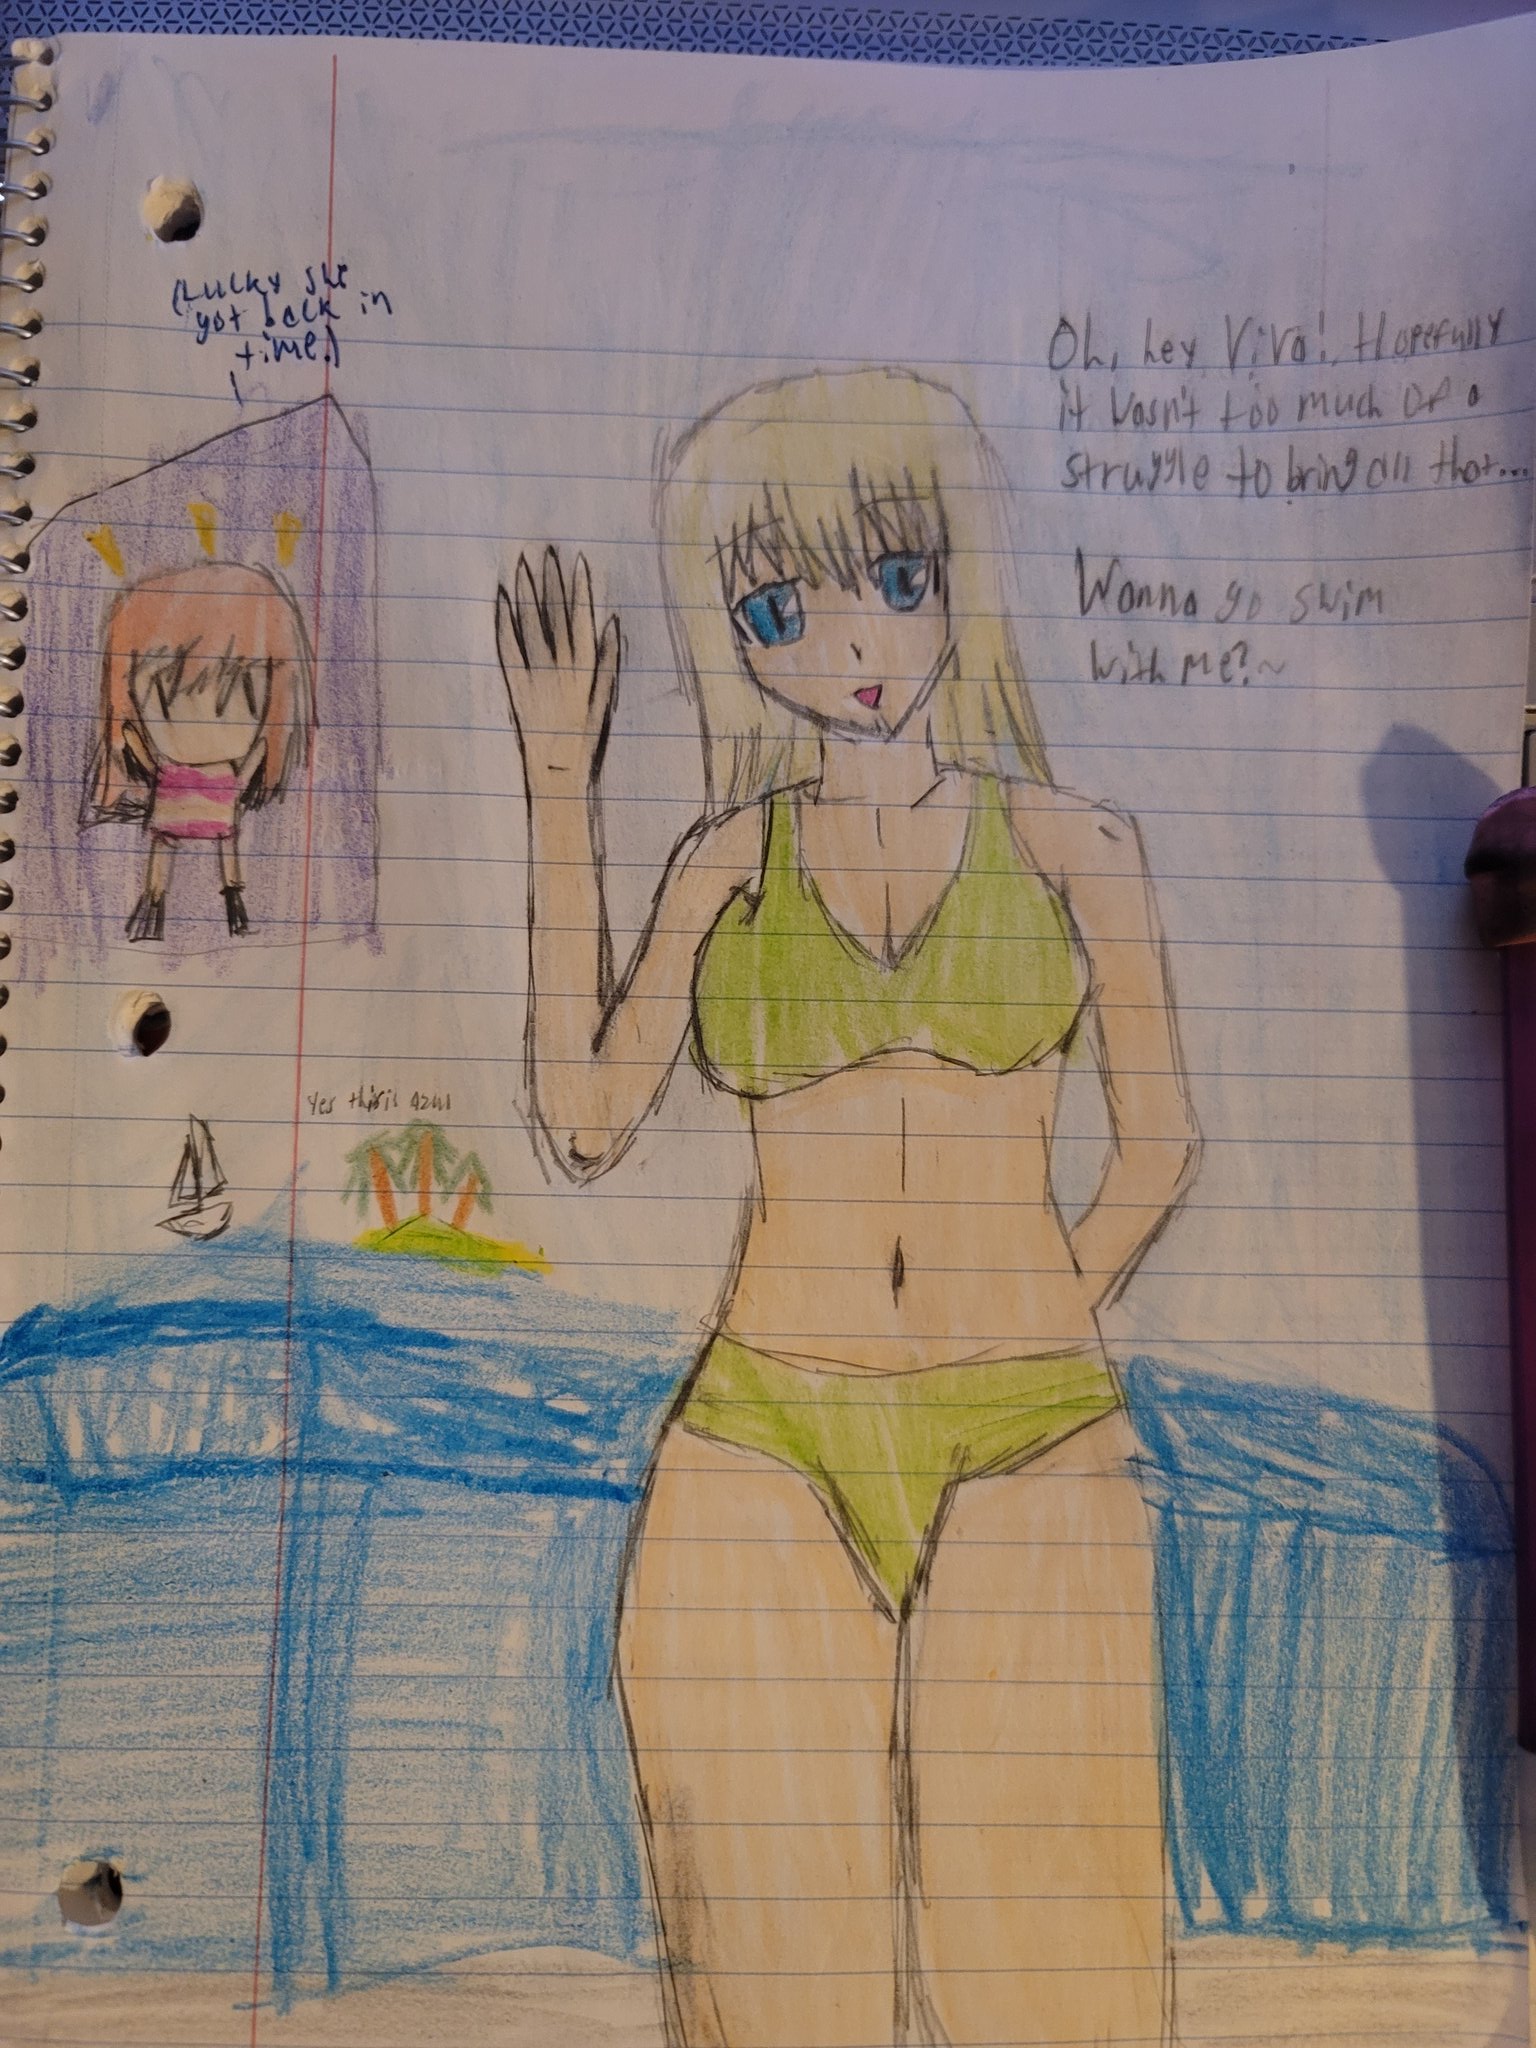 (Lucky she
got back in
time.)
Oh, hey Viva! Hopefully
it wasn't too much of a
struggle to bring all that...
Wanna go swim
with me?~
Yes this is Azul